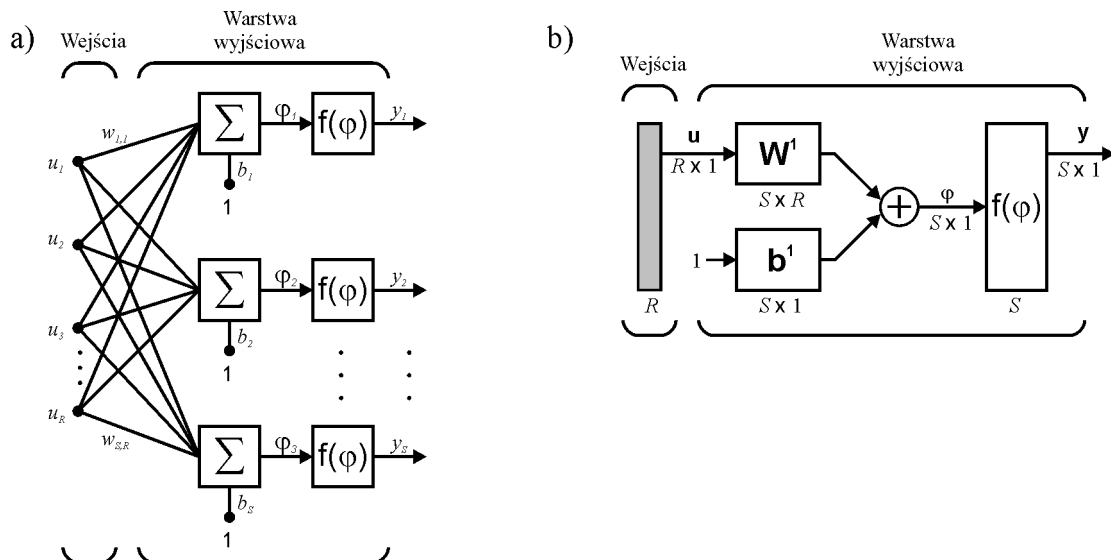 a)
Wejścia
Warstwa
wyjściowa
w1,1
u1
u2
u3
uR
wS,R
Σ
φ1
f(φ)
y1
b1
1
Σ
φ2
f(φ)
y2
b2
1
Σ
φ3
f(φ)
yS
bS
1
b)
Wejścia
Warstwa
wyjściowa
u
R x 1
W¹
S x R
1
b¹
S x 1
+
φ
S x 1
f(φ)
y
S x 1
R
S